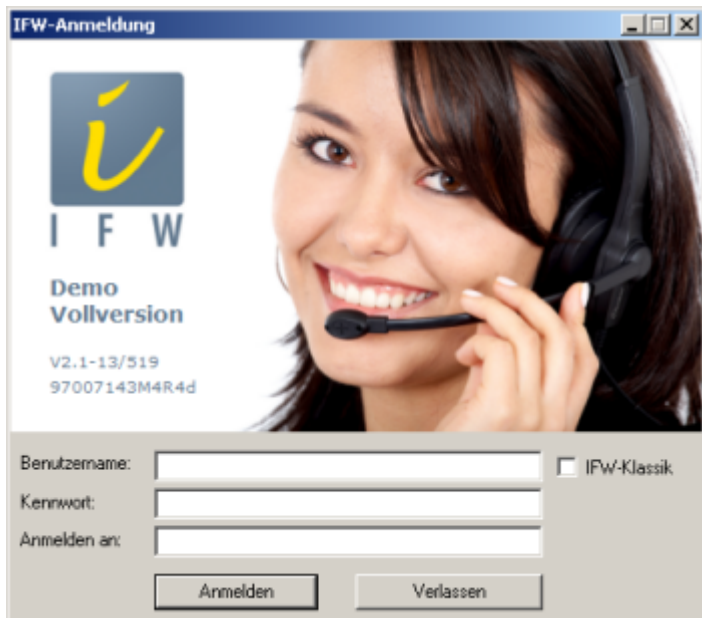 IFW-Anmeldung
i
I F W
Demo
Vollversion
V2.1-13/519
97007143M4R4d
Benutzername:
IFW-Klassik
Kennwort:
Anmelden an:
Anmelden
Verlassen